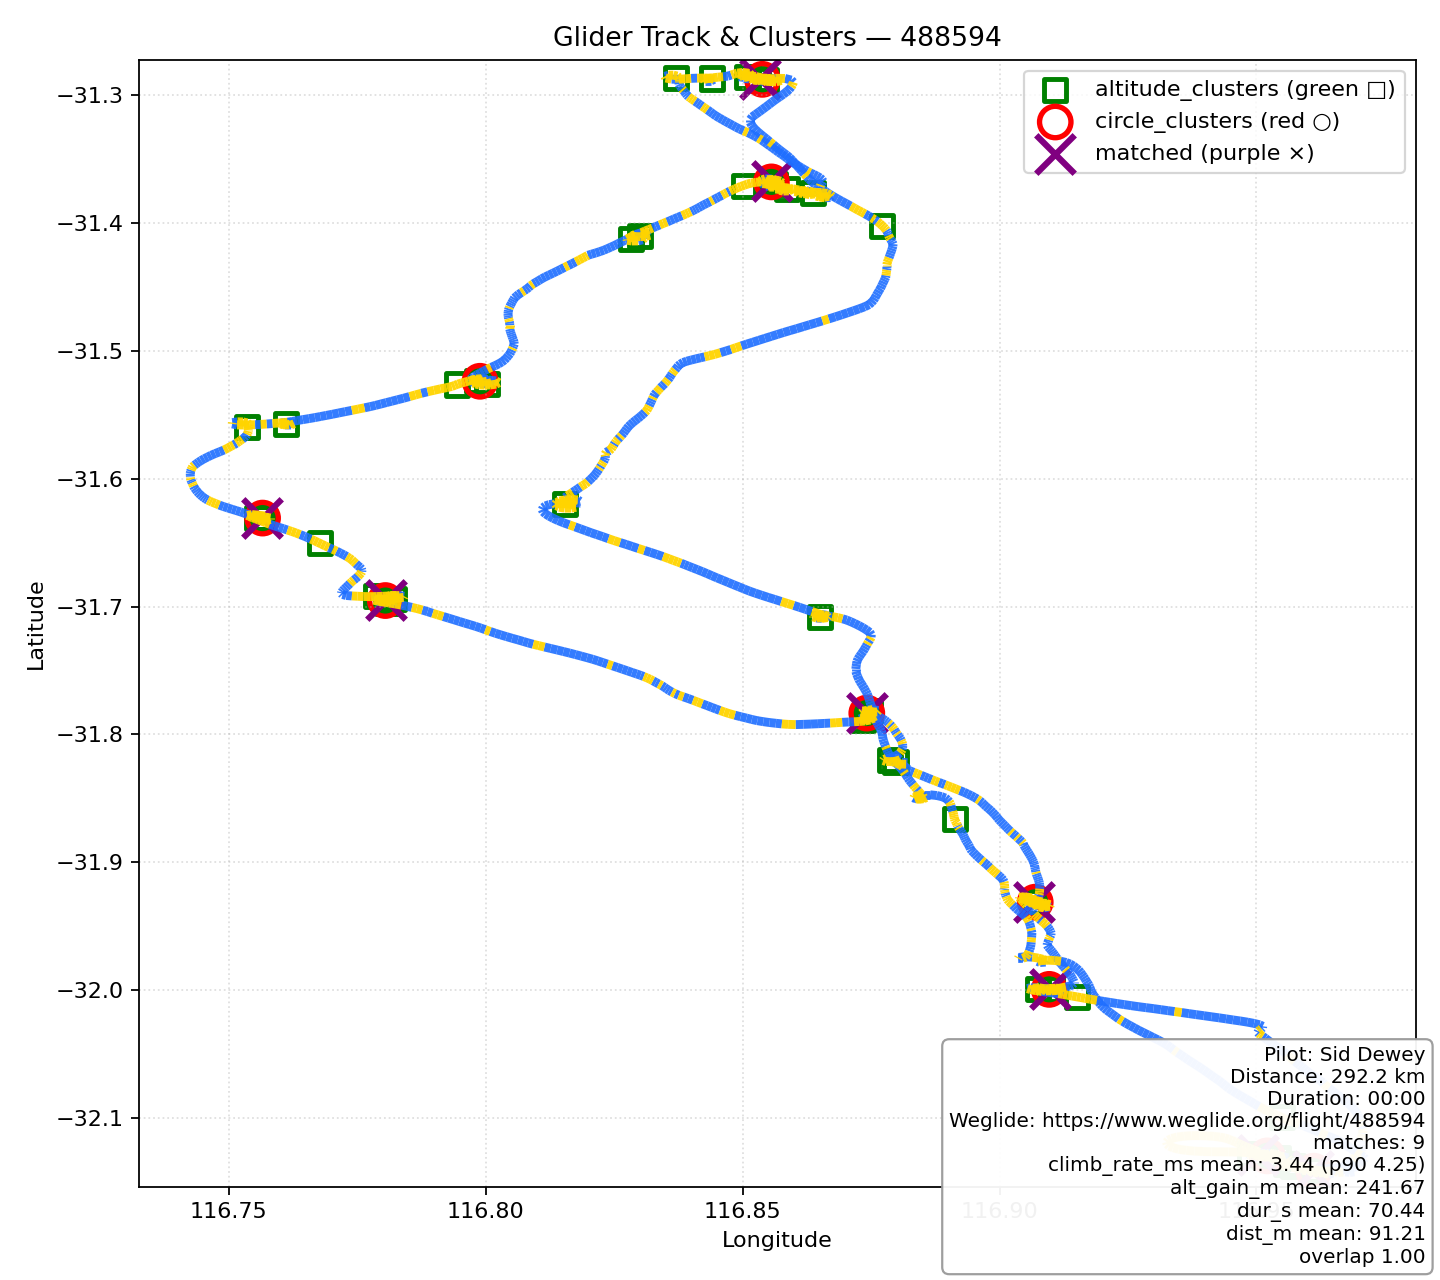 Glider Track & Clusters — 488594
altitude_clusters (green □)
circle_clusters (red ○)
matched (purple ×)
Latitude
−31.3
−31.4
−31.5
−31.6
−31.7
−31.8
−31.9
−32.0
−32.1
116.75
116.80
116.85
116.90
Longitude
Pilot: Sid Dewey
Distance: 292.2 km
Duration: 00:00
Weglide: https://www.weglide.org/flight/488594
matches: 9
climb_rate_ms mean: 3.44 (p90 4.25)
alt_gain_m mean: 241.67
dur_s mean: 70.44
dist_m mean: 91.21
overlap 1.00